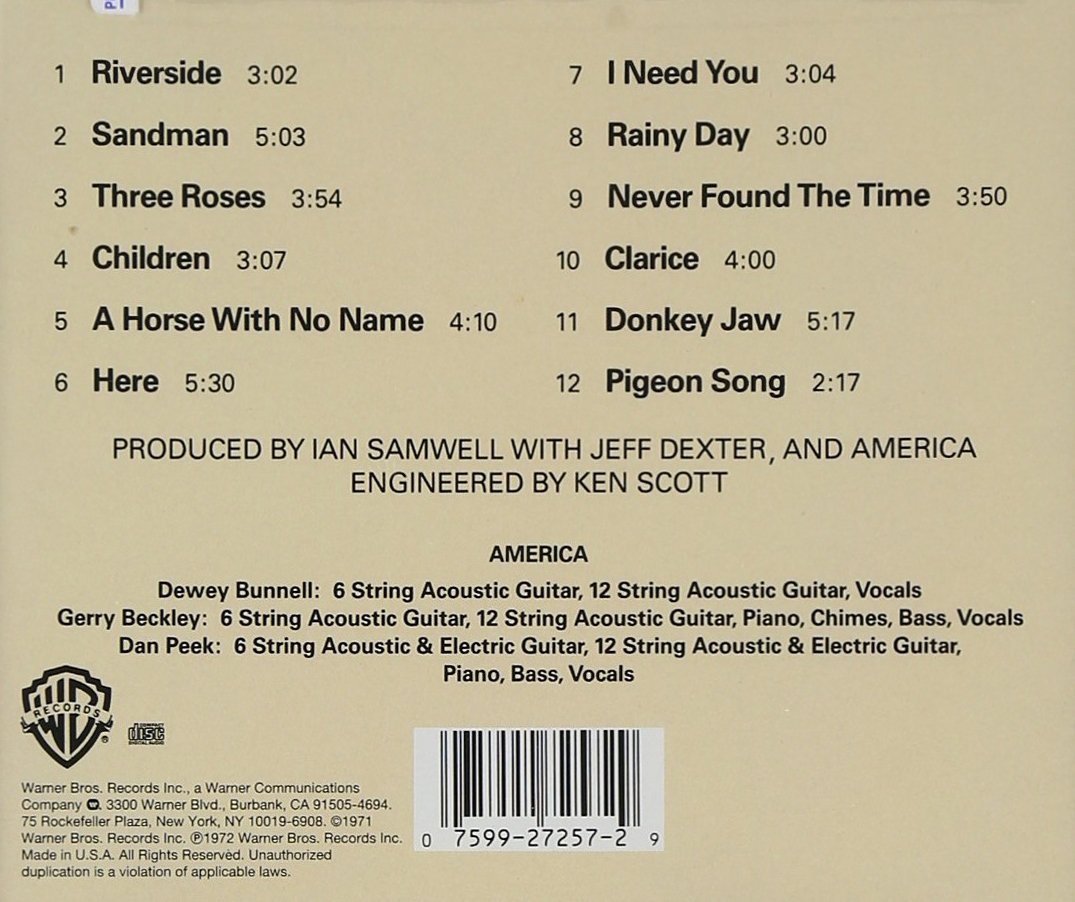 1 Riverside 3:02
2 Sandman 5:03
3 Three Roses 3:54
4 Children 3:07
5 A Horse With No Name 4:10
6 Here 5:30
7 I Need You 3:04
8 Rainy Day 3:00
9 Never Found The Time 3:50
10 Clarice 4:00
11 Donkey Jaw 5:17
12 Pigeon Song 2:17
PRODUCED BY IAN SAMWELL WITH JEFF DEXTER, AND AMERICA
ENGINEERED BY KEN SCOTT
AMERICA
Dewey Bunnell: 6 String Acoustic Guitar, 12 String Acoustic Guitar, Vocals
Gerry Beckley: 6 String Acoustic Guitar, 12 String Acoustic Guitar, Piano, Chimes, Bass, Vocals
Dan Peek: 6 String Acoustic & Electric Guitar, 12 String Acoustic & Electric Guitar,
Piano, Bass, Vocals
WB
RECORDS
®
COMPACT
disc
DIGITAL AUDIO
Warner Bros. Records Inc., a Warner Communications
Company. 3300 Warner Blvd., Burbank, CA 91505-4694.
75 Rockefeller Plaza, New York, NY 10019-6908. ©1971
Warner Bros. Records Inc. ℗1972 Warner Bros. Records Inc.
Made in U.S.A. All Rights Reserved. Unauthorized
duplication is a violation of applicable laws.
0 7599-27257-2 9